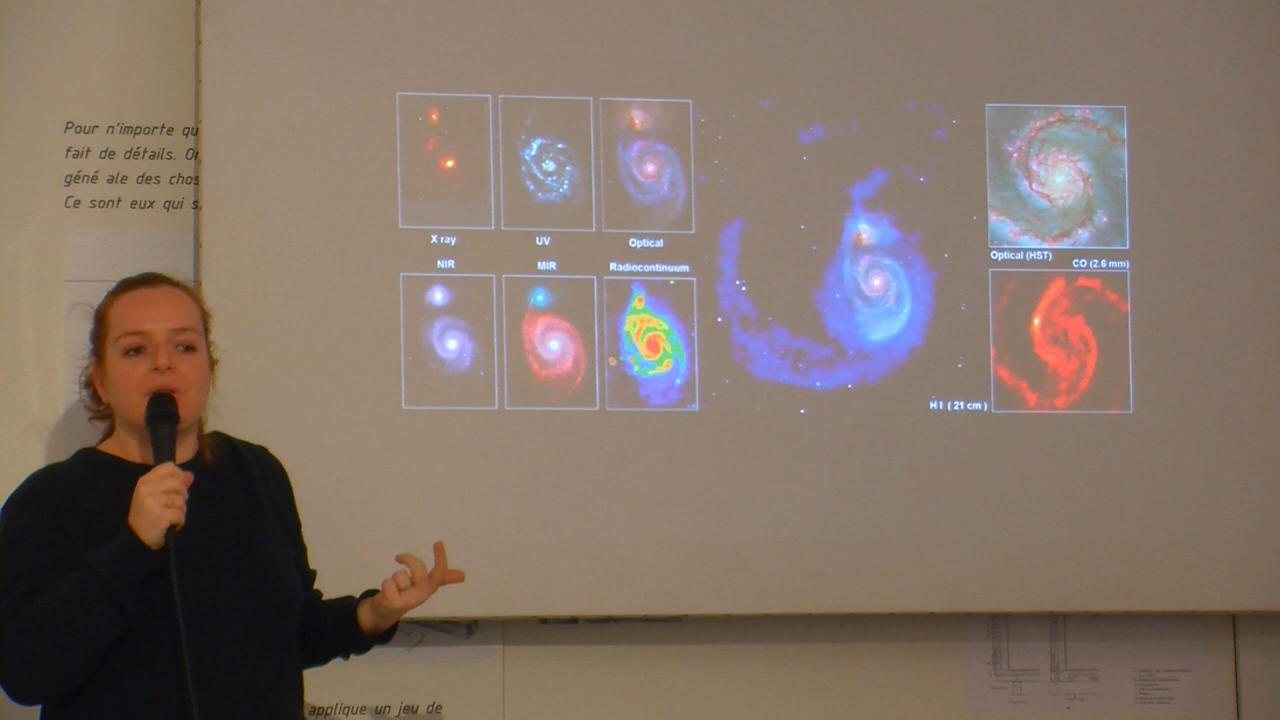 Pour n'importe qu
fait de détails. O
géné ale des chos
Ce sont eux qui s
X ray
UV
Optical
NIR
MIR
Radiocontinuum
H I ( 21 cm )
Optical (HST)
CO (2.6 mm)
applique un jeu de